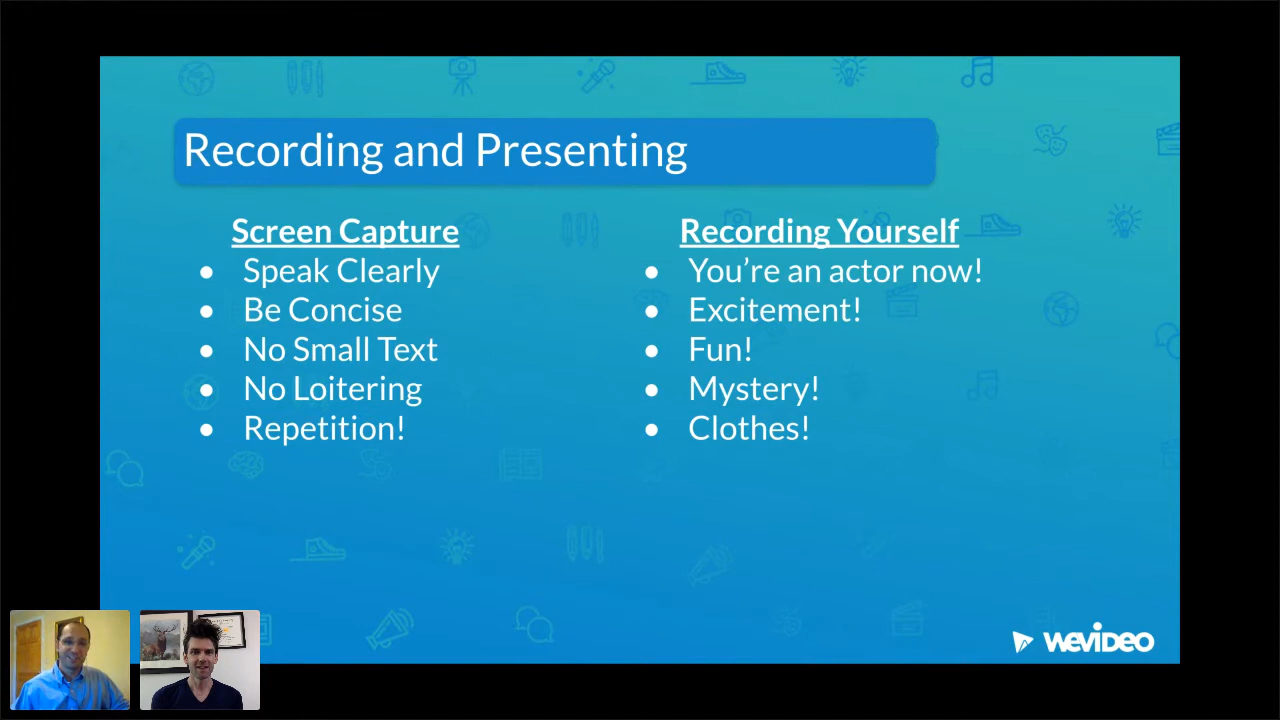 Recording and Presenting
Screen Capture
● Speak Clearly
● Be Concise
● No Small Text
● No Loitering
● Repetition!
Recording Yourself
● You’re an actor now!
● Excitement!
● Fun!
● Mystery!
● Clothes!
WEVIDEO